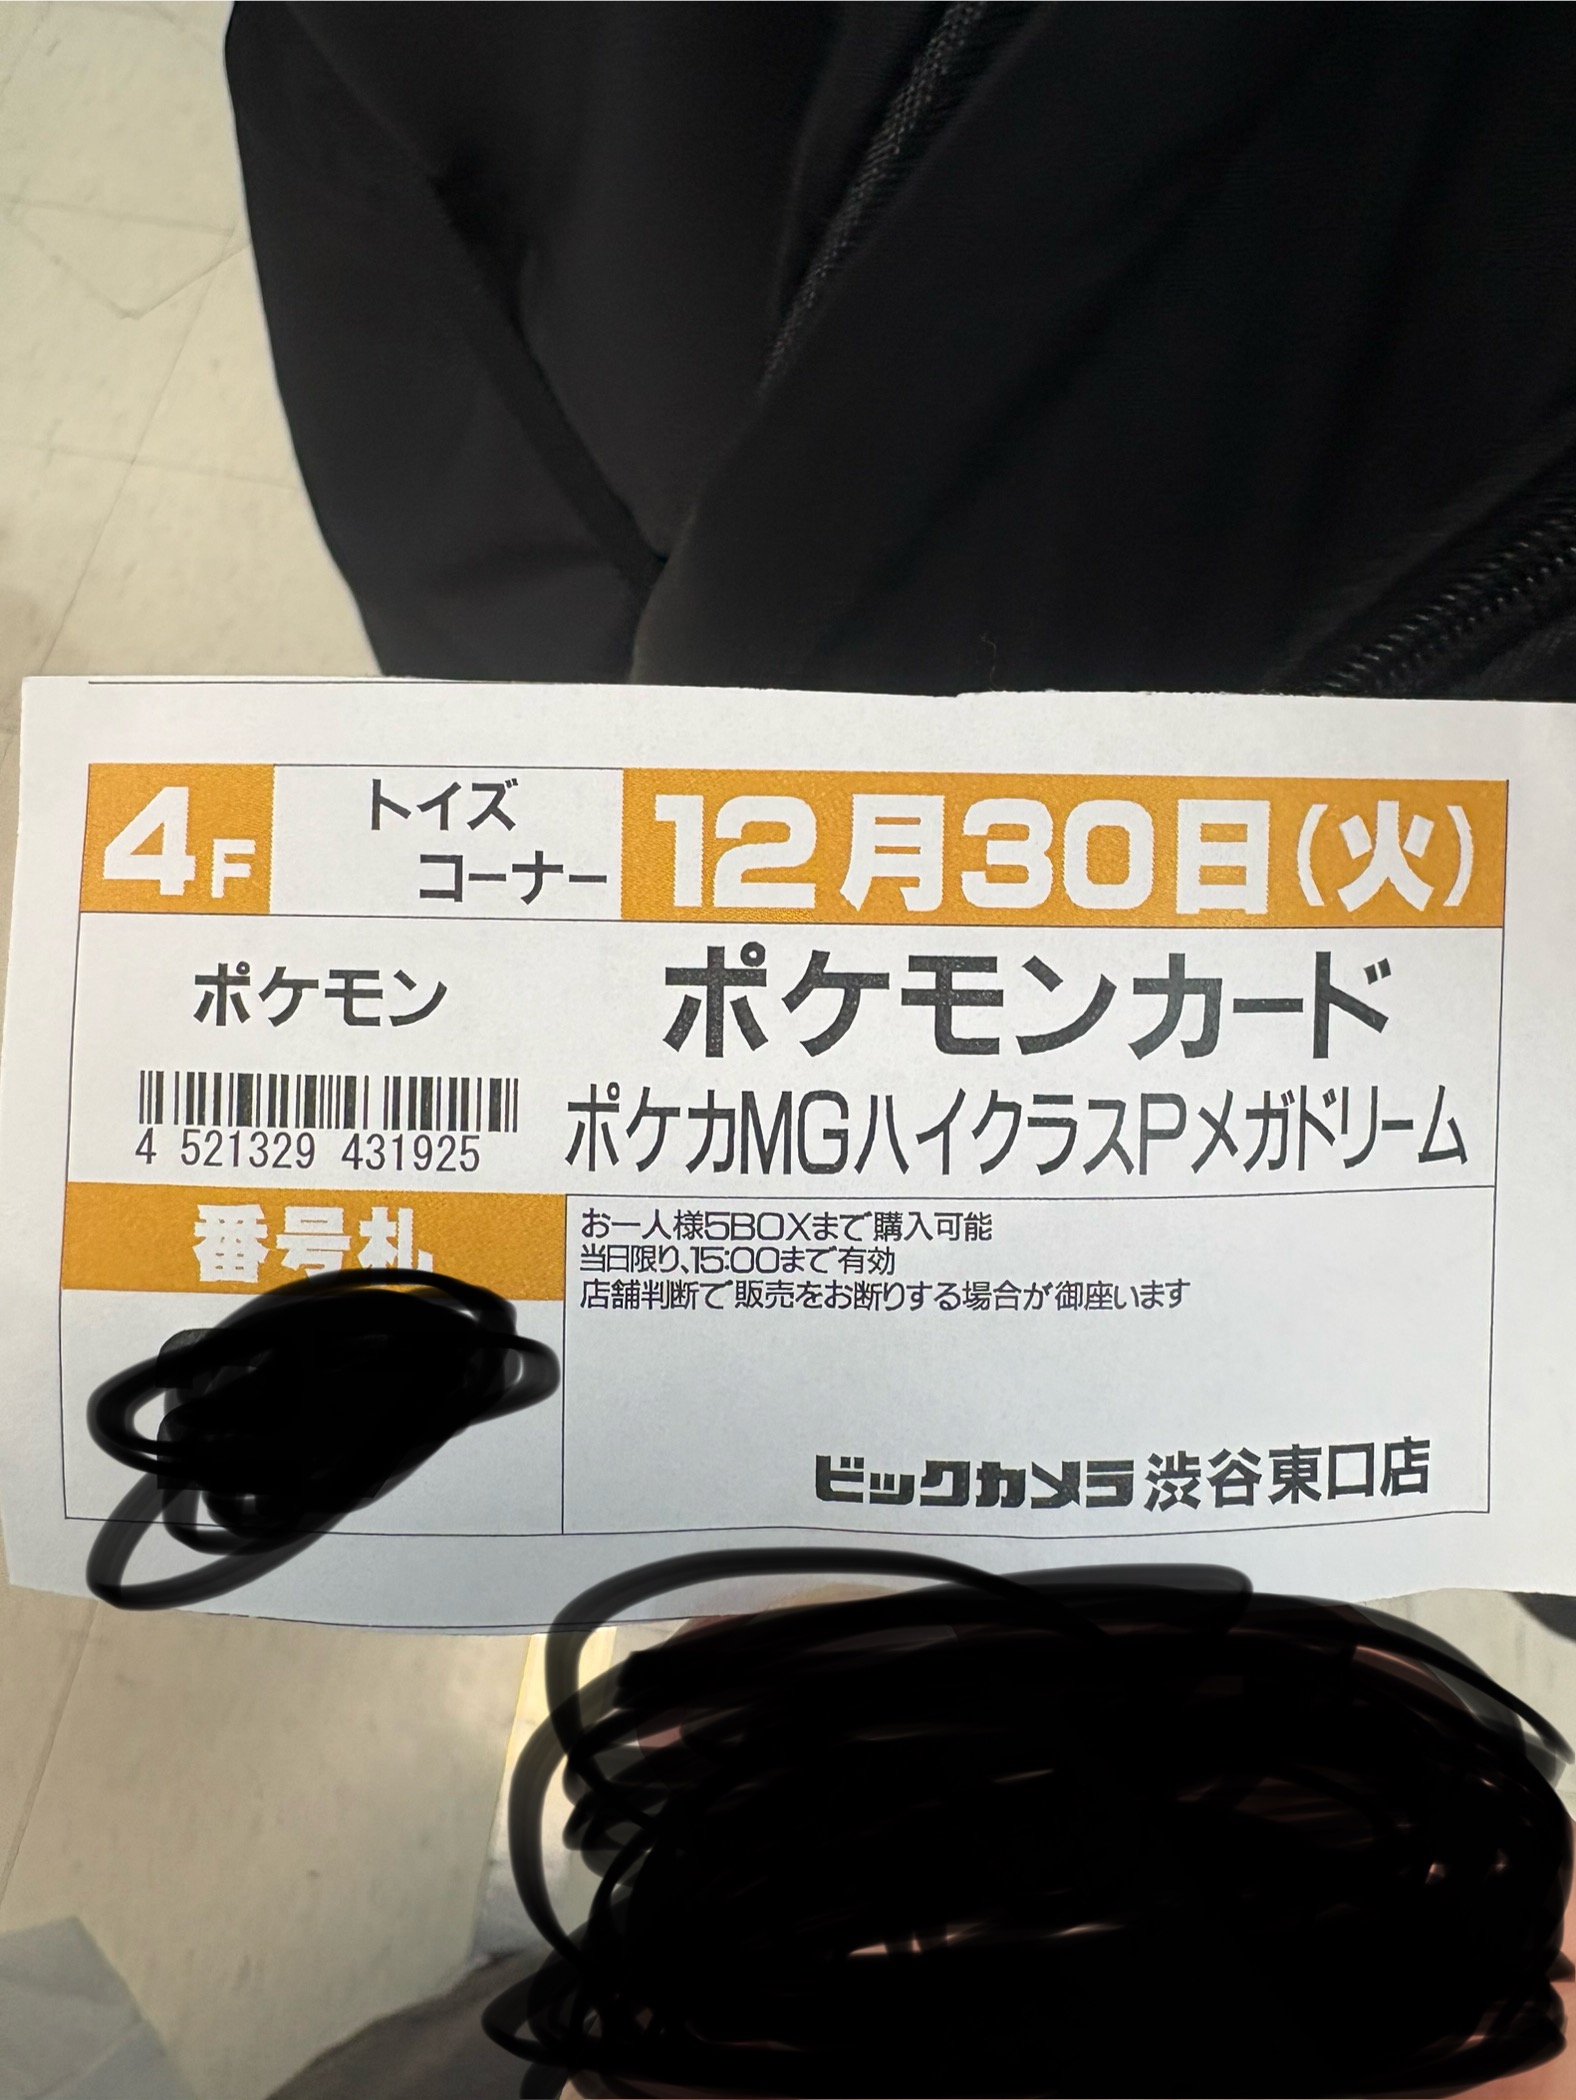 4F
トイズ
コーナー
12月30日(火)
ポケモン
ポケモンカード
4 521329 431925
ポケカMGハイクラスPメガドリーム
番号札
お一人様5BOXまで購入可能
当日限り、15:00まで有効
店舗判断で販売をお断りする場合が御座います
ビックカメラ 渋谷東口店